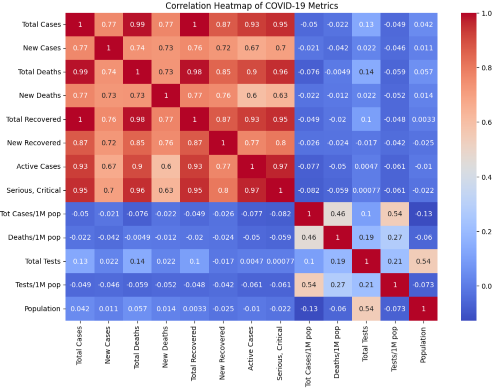 Correlation Heatmap of COVID-19 Metrics
Total Cases 1 0.77 0.99 0.77 1 0.87 0.93 0.95 -0.05 -0.022 0.13 -0.049 0.042
New Cases 0.77 1 0.74 0.73 0.76 0.72 0.67 0.7 -0.021 -0.042 0.022 -0.046 0.011
Total Deaths 0.99 0.74 1 0.73 0.98 0.85 0.9 0.96 -0.076 -0.0049 0.14 -0.059 0.057
New Deaths 0.77 0.73 0.73 1 0.77 0.76 0.6 0.63 -0.022 -0.012 0.022 -0.052 0.014
Total Recovered 1 0.76 0.98 0.77 1 0.87 0.93 0.95 -0.049 -0.02 0.1 -0.048 0.0033
New Recovered 0.87 0.72 0.85 0.76 0.87 1 0.77 0.8 -0.026 -0.024 -0.017 -0.042 -0.025
Active Cases 0.93 0.67 0.9 0.6 0.93 0.77 1 0.97 -0.077 -0.05 0.0047 -0.061 -0.01
Serious, Critical 0.95 0.7 0.96 0.63 0.95 0.8 0.97 1 -0.082 -0.059 0.00077 -0.061 -0.022
Tot Cases/1M pop -0.05 -0.021 -0.076 -0.022 -0.049 -0.026 -0.077 -0.082 1 0.46 0.1 0.54 -0.13
Deaths/1M pop -0.022 -0.042 -0.0049 -0.012 -0.02 -0.024 -0.05 -0.059 0.46 1 0.19 0.27 -0.06
Total Tests 0.13 0.022 0.14 0.022 0.1 -0.017 0.0047 0.00077 0.1 0.19 1 0.21 0.54
Tests/1M pop -0.049 -0.046 -0.059 -0.052 -0.048 -0.042 -0.061 -0.061 0.54 0.27 0.21 1 -0.073
Population 0.042 0.011 0.057 0.014 0.0033 -0.025 -0.01 -0.022 -0.13 -0.06 0.54 -0.073 1
Total Cases
New Cases
Total Deaths
New Deaths
Total Recovered
New Recovered
Active Cases
Serious, Critical
Tot Cases/1M pop
Deaths/1M pop
Total Tests
Tests/1M pop
Population
1.0
0.8
0.6
0.4
0.2
0.0